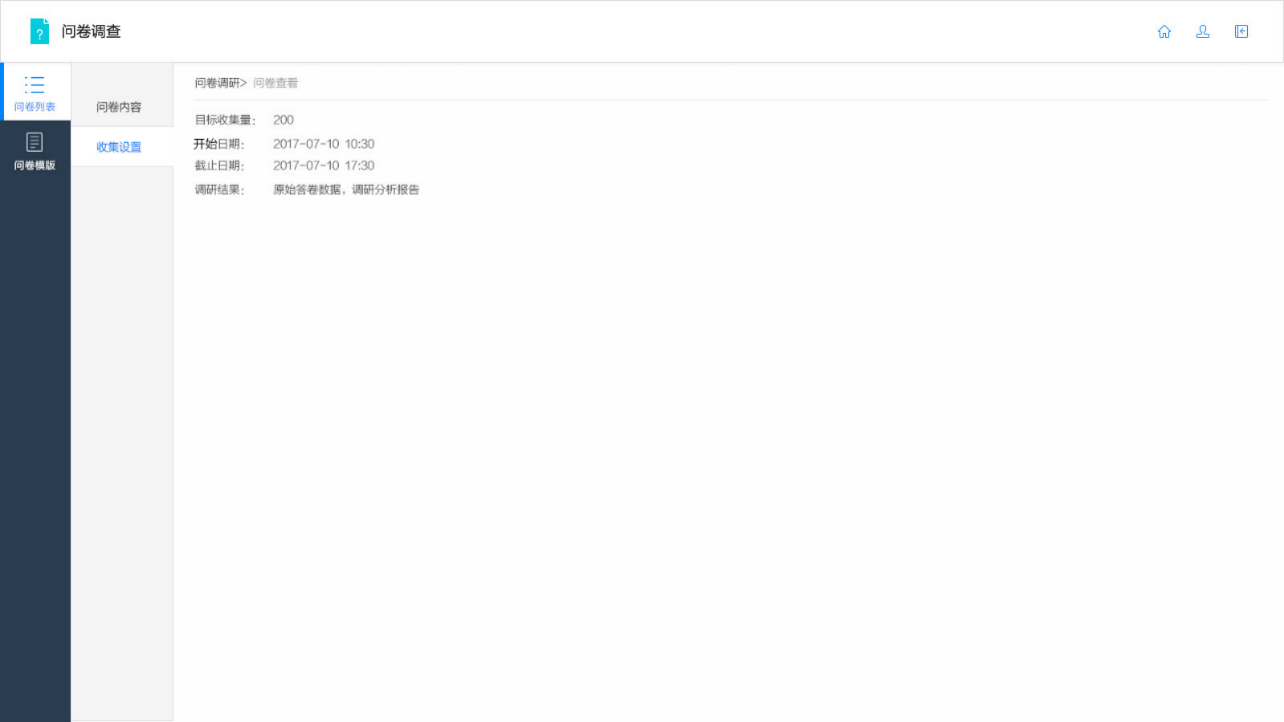 ?
问卷调查
问卷列表
问卷模版
问卷内容
收集设置
问卷调研> 问卷查看
目标收集量： 200
开始日期： 2017-07-10 10:30
截止日期： 2017-07-10 17:30
调研结果： 原始答卷数据，调研分析报告